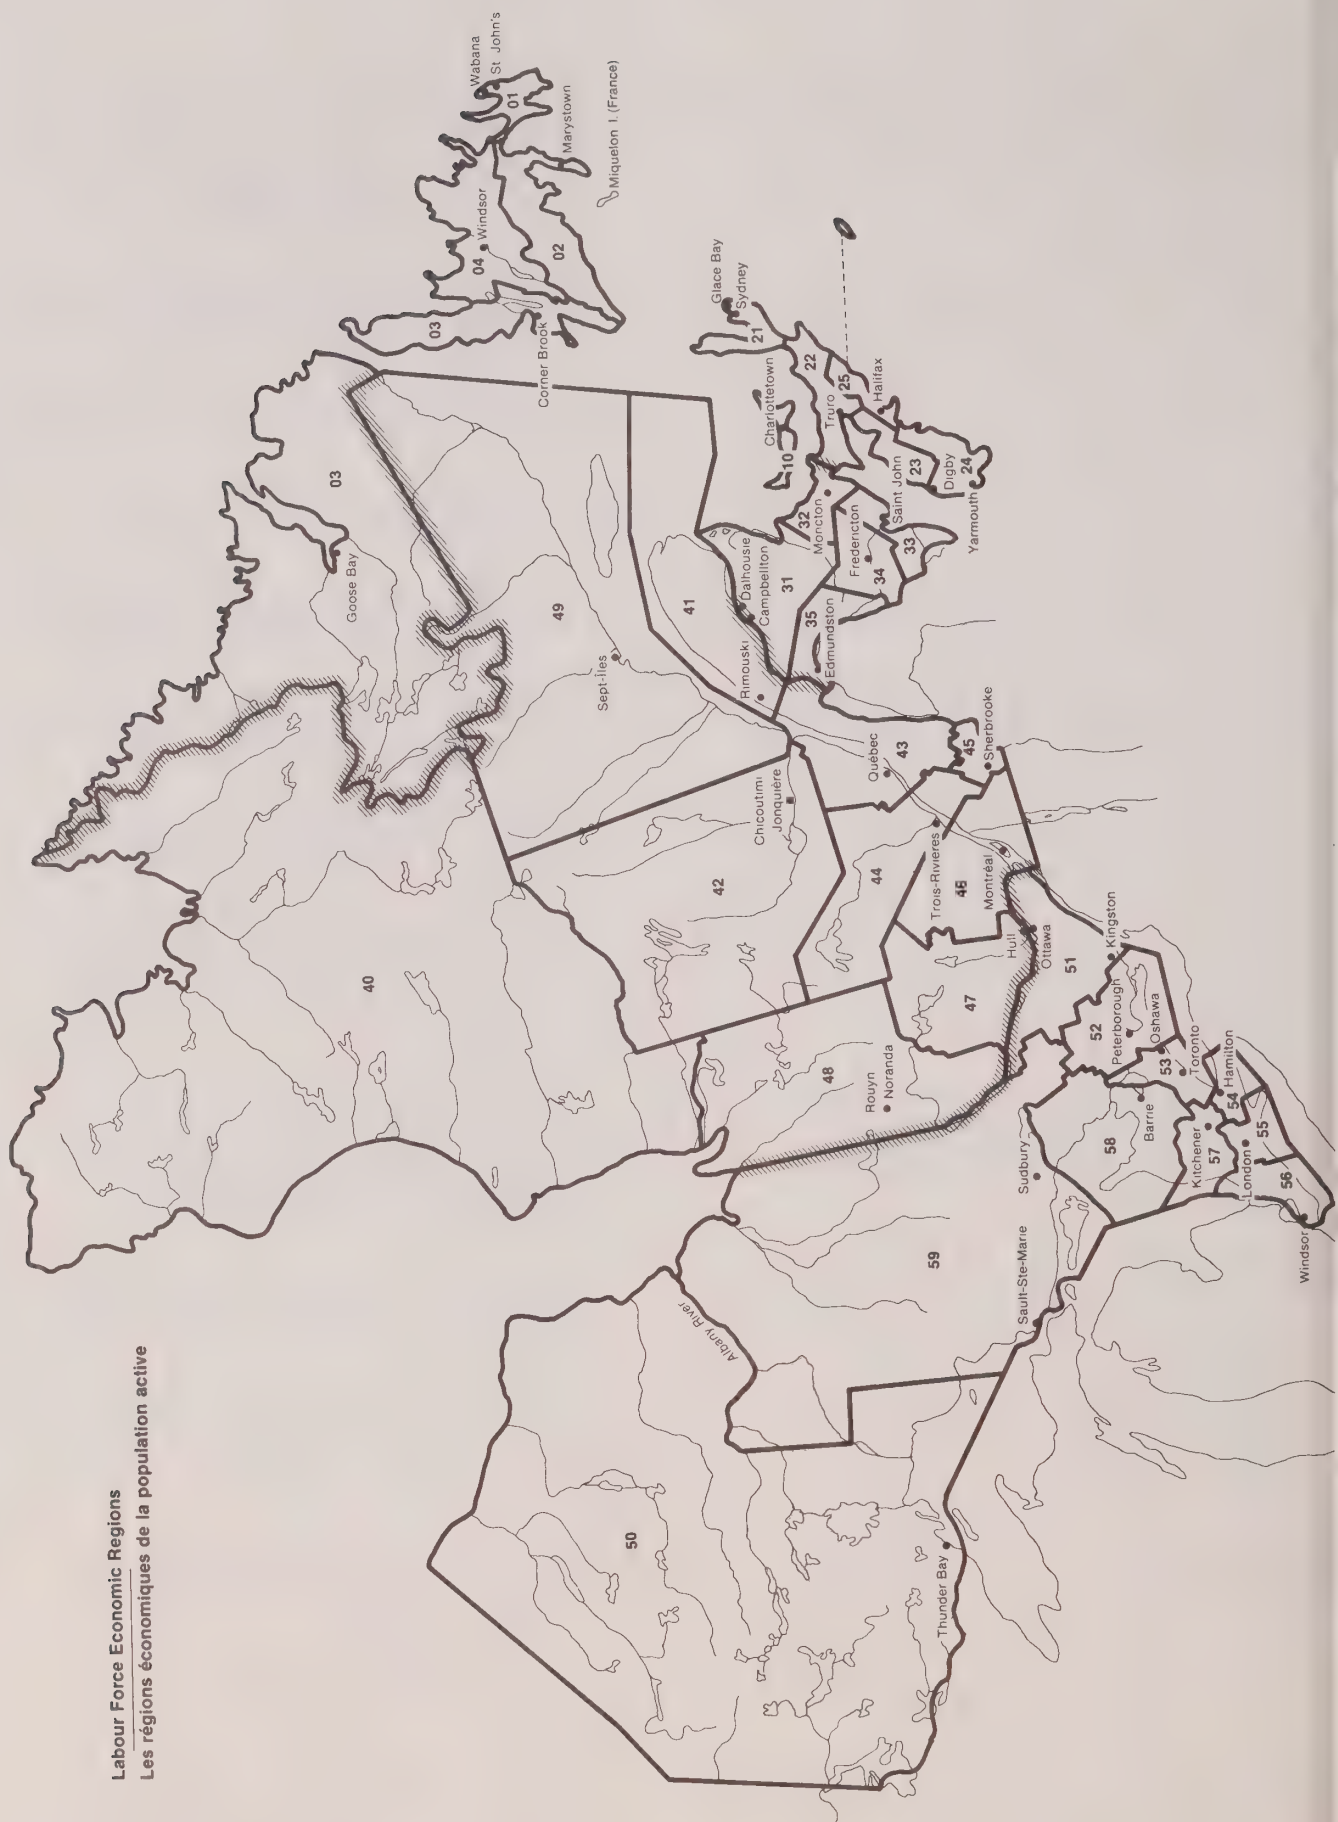 Labour Force Economic Regions
Les régions économiques de la population active
Wabana
St John's
01
Marystown
Miquelon I. (France)
Windsor
04
02
03
Corner Brook
03
Goose Bay
Glace Bay
Sydney
21
22
25
Halifax
Truro
Charlottetown
10
23
Digby
24
Yarmouth
Saint John
32
Moncton
Fredericton
33
34
31
Dalhousie
Campbellton
35
Edmundston
41
Rimouski
49
Sept-Îles
40
42
Chicoutimi
Jonquière
Québec
43
45
Sherbrooke
44
Trois-Rivières
46
Montréal
Hull
Ottawa
47
48
Rouyn
Noranda
51
Kingston
52
Peterborough
Oshawa
53
Toronto
Hamilton
54
55
Barrie
58
Kitchener
57
London
56
Windsor
Sudbury
59
Sault-Ste-Marie
Albany River
50
Thunder Bay